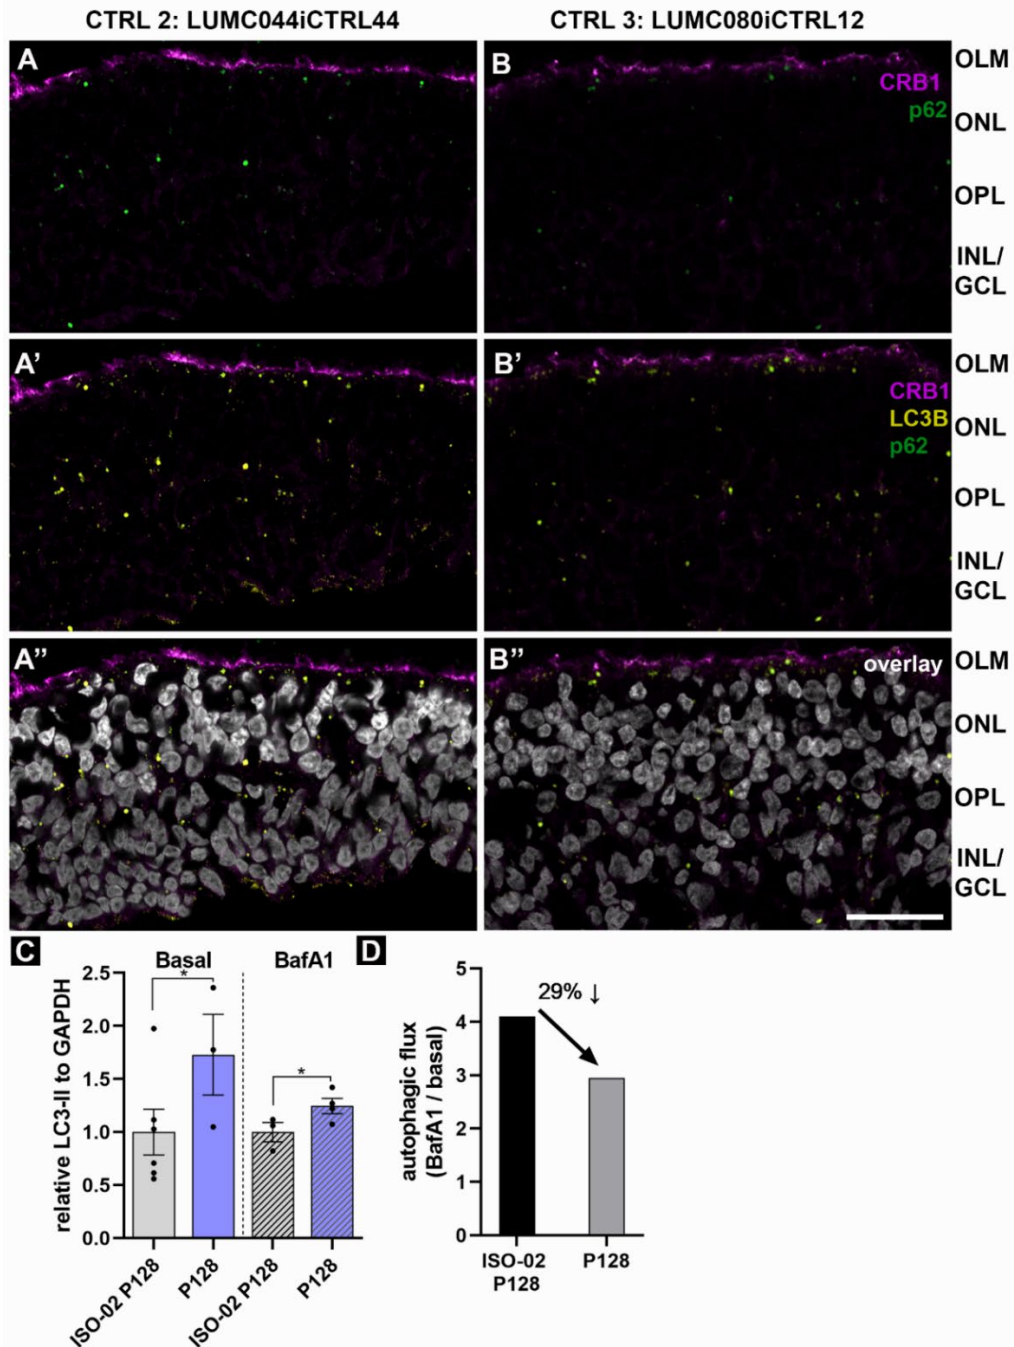 CTRL 2: LUMC044iCTRL44
CTRL 3: LUMC080iCTRL12
A
B
CRB1
p62
OLM
ONL
OPL
INL/
GCL
A'
B'
CRB1
LC3B
p62
OLM
ONL
OPL
INL/
GCL
A''
B''
overlay
OLM
ONL
OPL
INL/
GCL
C
Basal
BafA1
*
*
relative LC3-II to GAPDH
2.5
2.0
1.5
1.0
0.5
0.0
ISO-02 P128
P128
ISO-02 P128
P128
D
autophagic flux
(BafA1 / basal)
5
4
3
2
1
0
29% ↓
ISO-02
P128
P128